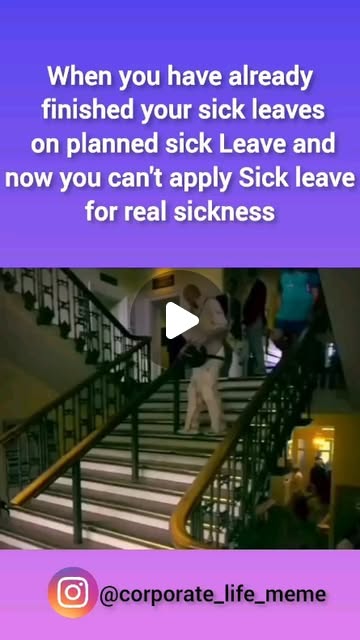 When you have already
finished your sick leaves
on planned sick Leave and
now you can't apply Sick leave
for real sickness
@corporate_life_meme